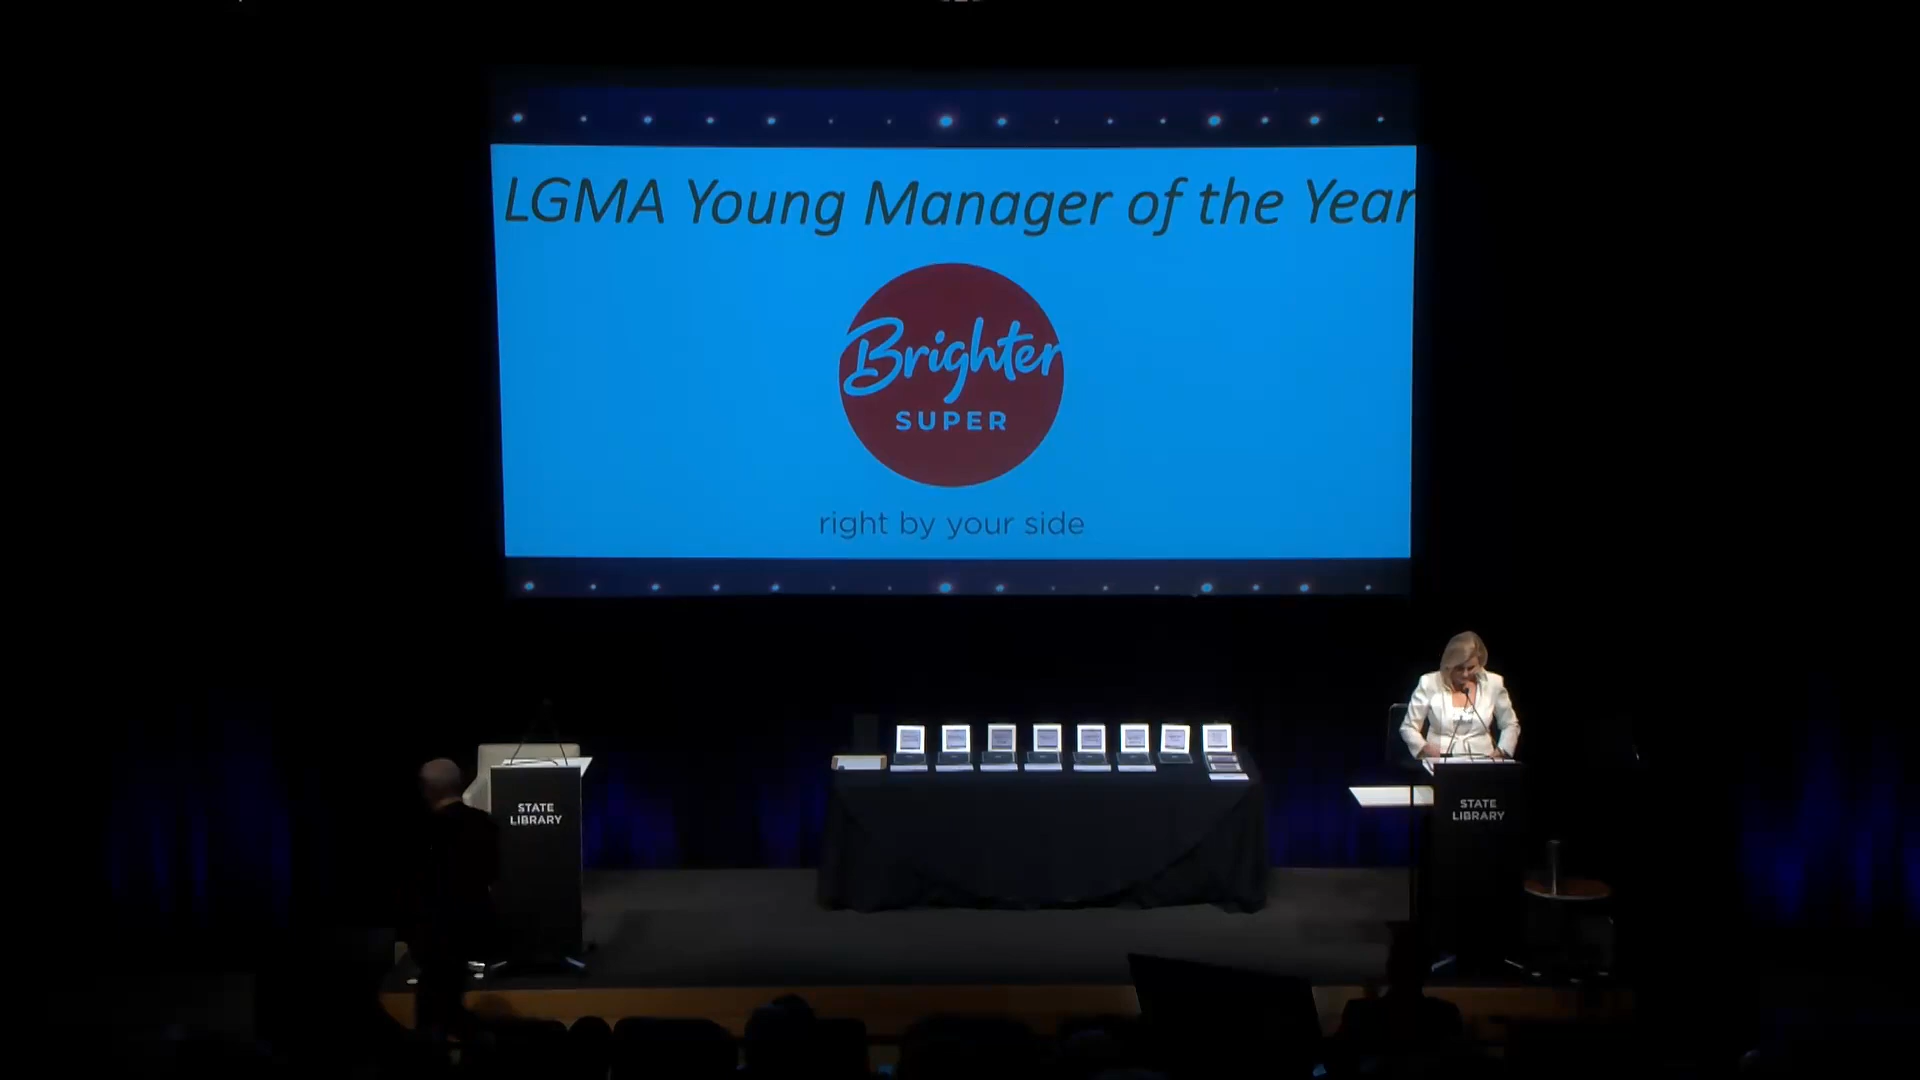 LGMA Young Manager of the Year
Brighter
SUPER
right by your side
STATE
LIBRARY
STATE
LIBRARY